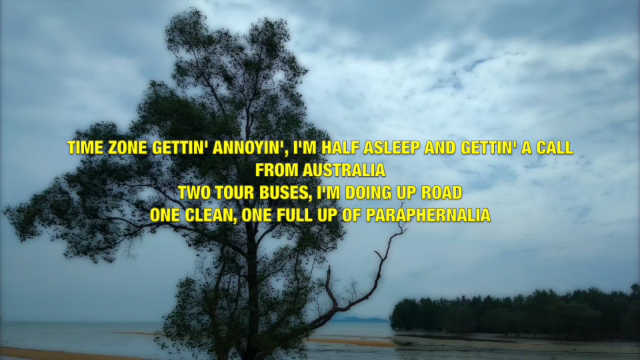 TIME ZONE GETTIN' ANNOYIN', I'M HALF ASLEEP AND GETTIN' A CALL
FROM AUSTRALIA
TWO TOUR BUSES, I'M DOING UP ROAD
ONE CLEAN, ONE FULL UP OF PARAPHERNALIA